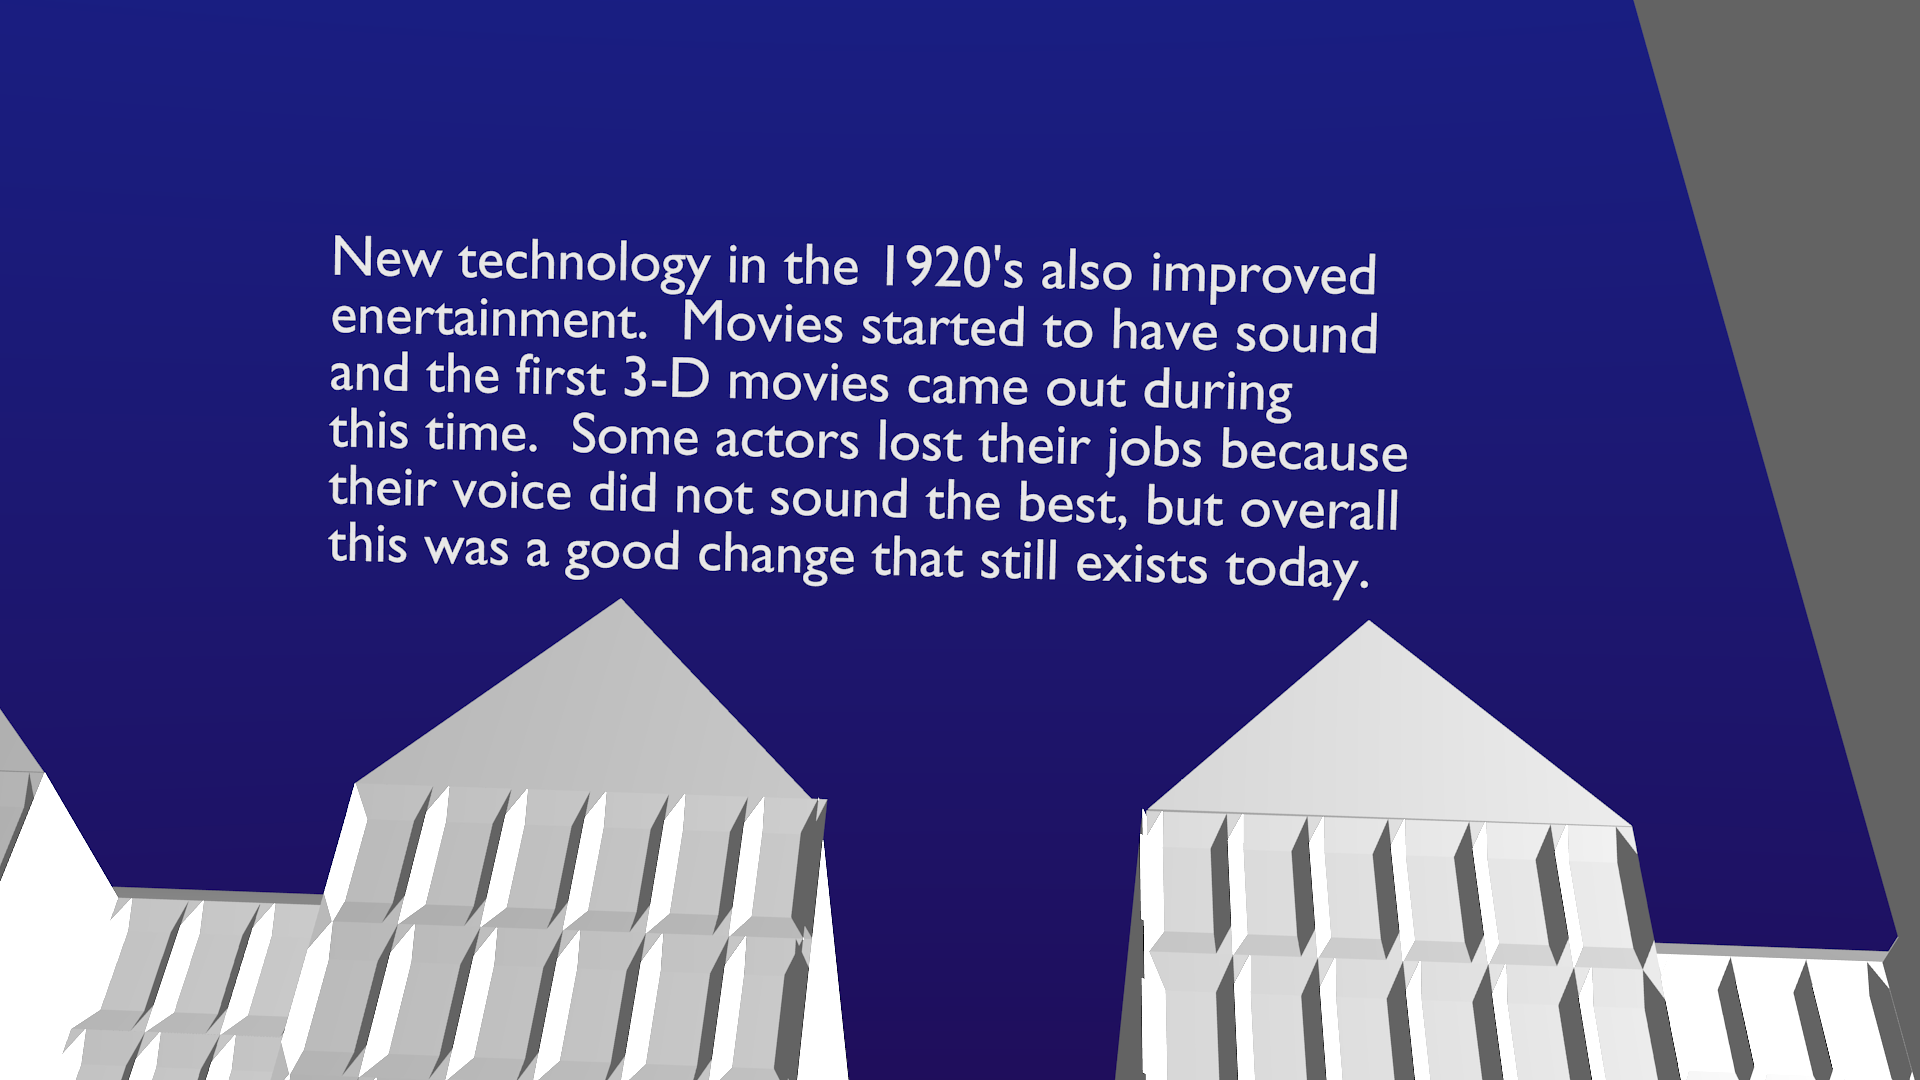 New technology in the 1920's also improved
enertainment.  Movies started to have sound
and the first 3-D movies came out during
this time.  Some actors lost their jobs because
their voice did not sound the best, but overall
this was a good change that still exists today.